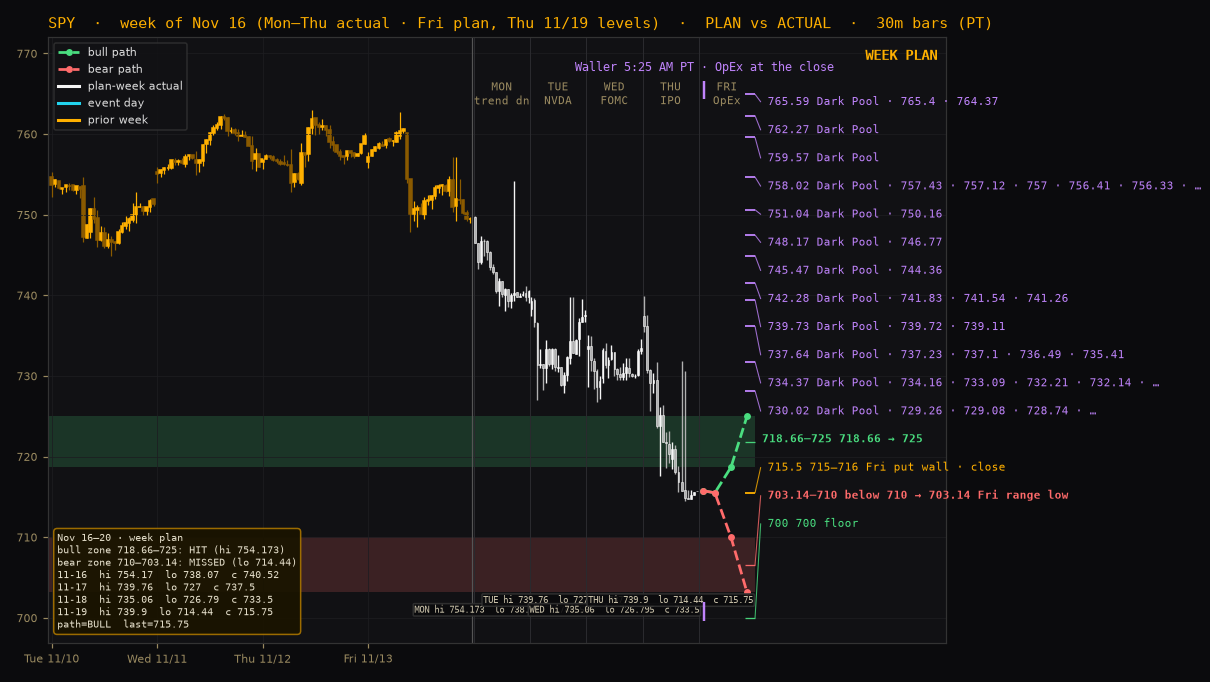 SPY · week of Nov 16 (Mon—Thu actual · Fri plan, Thu 11/19 levels) · PLAN vs ACTUAL · 30m bars (PT)
bull path
bear path
plan-week actual
event day
prior week
WEEK PLAN
Waller 5:25 AM PT · OpEx at the close
MON TUE WED THU FRI
trend dn NVDA FOMC IPO OpEx
770
760
750
740
730
720
710
700
765.59 Dark Pool · 765.4 · 764.37
762.27 Dark Pool
759.57 Dark Pool
758.02 Dark Pool · 757.43 · 757.12 · 757 · 756.41 · 756.33 · …
751.04 Dark Pool · 750.16
748.17 Dark Pool · 746.77
745.47 Dark Pool · 744.36
742.28 Dark Pool · 741.83 · 741.54 · 741.26
739.73 Dark Pool · 739.72 · 739.11
737.64 Dark Pool · 737.23 · 737.1 · 736.49 · 735.41
734.37 Dark Pool · 734.16 · 733.09 · 732.21 · 732.14 · …
730.02 Dark Pool · 729.26 · 729.08 · 728.74 · …
718.66—725 718.66 → 725
715.5 715—716 Fri put wall · close
703.14—710 below 710 → 703.14 Fri range low
700 700 floor
Nov 16—20 · week plan
bull zone 718.66—725: HIT (hi 754.173)
bear zone 710—703.14: MISSED (lo 714.44)
11-16 hi 754.17 lo 738.07 c 740.52
11-17 hi 739.76 lo 727 c 737.5
11-18 hi 735.06 lo 726.79 c 733.5
11-19 hi 739.9 lo 714.44 c 715.75
path=BULL last=715.75
TUE hi 739.76 lo 727
THU hi 739.9 lo 714.44 c 715.75
MON hi 754.173 lo 738
WED hi 735.06 lo 726.795 c 733.5
Tue 11/10
Wed 11/11
Thu 11/12
Fri 11/13